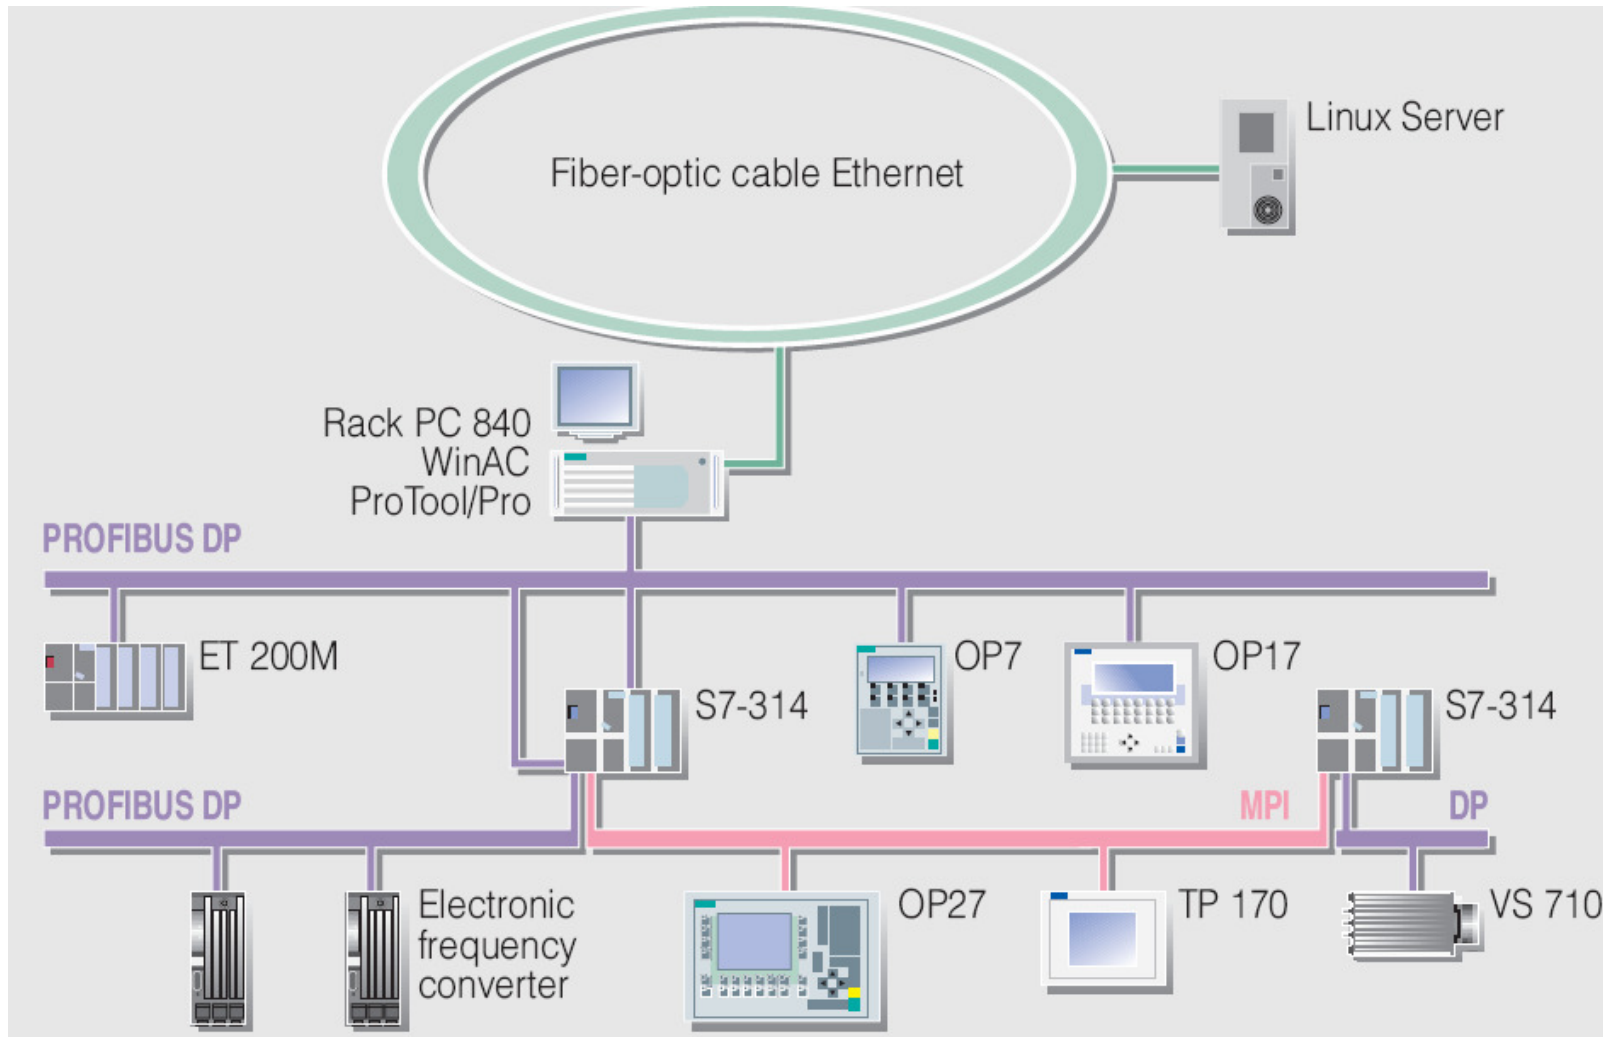 Fiber-optic cable Ethernet
Linux Server
Rack PC 840
WinAC
ProTool/Pro
PROFIBUS DP
ET 200M
S7-314
OP7
OP17
S7-314
PROFIBUS DP
MPI
DP
Electronic
frequency
converter
OP27
TP 170
VS 710